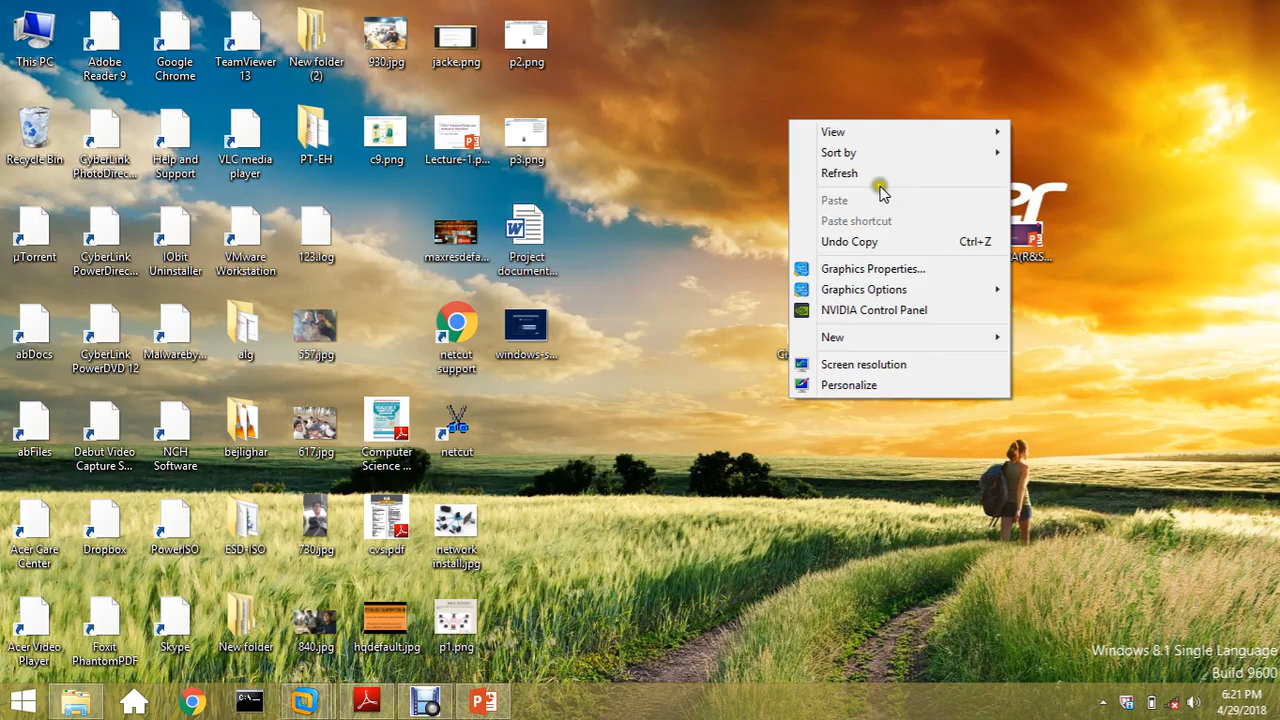 This PC
Adobe
Reader 9
Google
Chrome
TeamViewer
13
New folder
(2)
930.jpg
jacke.png
p2.png
Recycle Bin
CyberLink
PhotoDirec...
Help and
Support
VLC media
player
PT-EH
c9.png
Lecture-1.p...
p3.png
µTorrent
CyberLink
PowerDirec...
IObit
Uninstaller
VMware
Workstation
123.log
maxresdefa...
Project
document...
abDocs
CyberLink
PowerDVD 12
Malwareby...
alg
557.jpg
netcut
support
windows-s...
abFiles
Debut Video
Capture S...
NCH
Software
bejlighar
617.jpg
Computer
Science ...
netcut
Acer Care
Center
Dropbox
PowerISO
ESD-ISO
730.jpg
cvs.pdf
network
install.jpg
Acer Video
Player
Foxit
PhantomPDF
Skype
New folder
840.jpg
hqdefault.jpg
p1.png
View
Sort by
Refresh
Paste
Paste shortcut
Undo Copy Ctrl+Z
Graphics Properties...
Graphics Options
NVIDIA Control Panel
New
Screen resolution
Personalize
Windows 8.1 Single Language
Build 9600
6:21 PM
4/29/2018